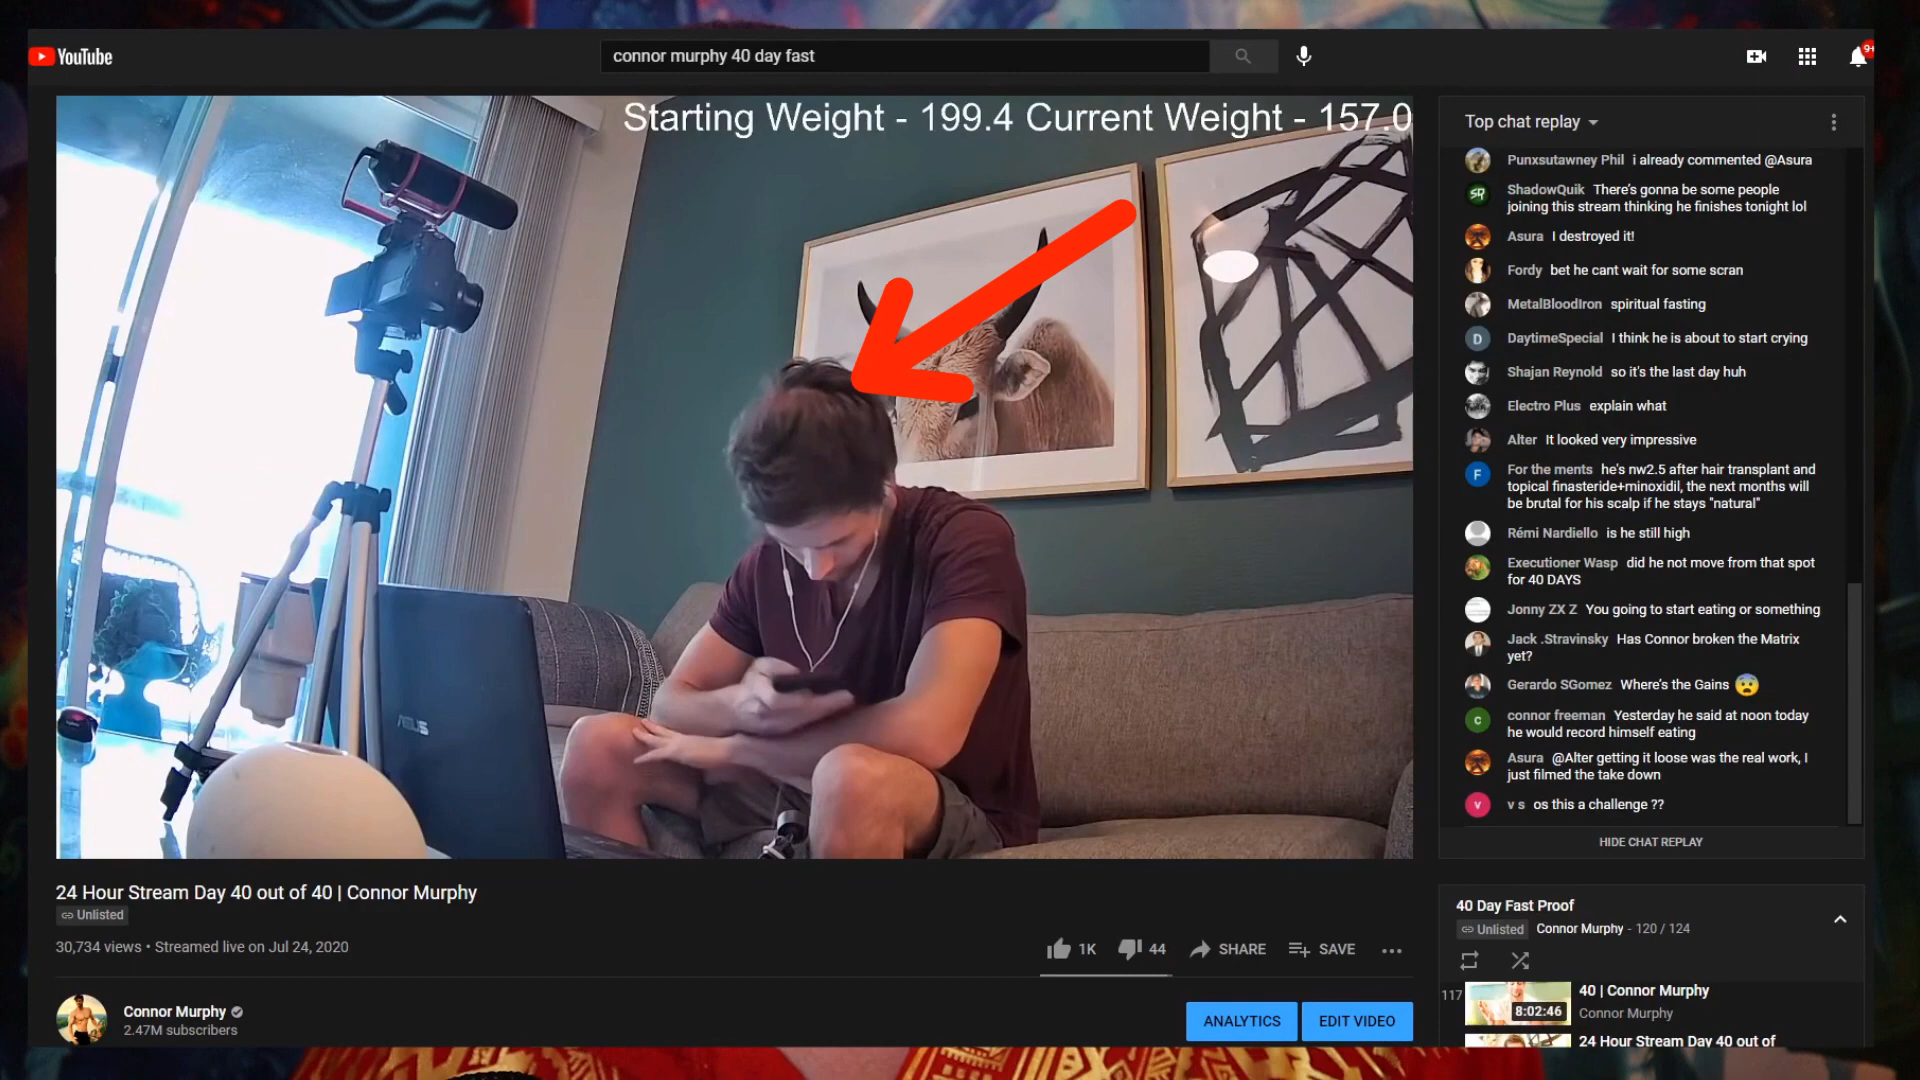 YouTube
connor murphy 40 day fast
9+
Starting Weight - 199.4 Current Weight - 157.0
ASUS
24 Hour Stream Day 40 out of 40 | Connor Murphy
Unlisted
30,734 views • Streamed live on Jul 24, 2020
1K
44
SHARE
SAVE
Connor Murphy
2.47M subscribers
ANALYTICS
EDIT VIDEO
Top chat replay
Punxsutawney Phil i already commented @Asura
SR
ShadowQuik There's gonna be some people
joining this stream thinking he finishes tonight lol
Asura I destroyed it!
Fordy bet he cant wait for some scran
MetalBloodIron spiritual fasting
D
DaytimeSpecial I think he is about to start crying
Shajan Reynold so it's the last day huh
Electro Plus explain what
Alter It looked very impressive
F
For the ments he's nw2.5 after hair transplant and
topical finasteride+minoxidil, the next months will
be brutal for his scalp if he stays "natural"
Rémi Nardiello is he still high
Executioner Wasp did he not move from that spot
for 40 DAYS
Jonny ZX Z You going to start eating or something
Jack .Stravinsky Has Connor broken the Matrix
yet?
Gerardo SGomez Where's the Gains 😨
C
connor freeman Yesterday he said at noon today
he would record himself eating
Asura @Alter getting it loose was the real work, I
just filmed the take down
V
v s os this a challenge ??
HIDE CHAT REPLAY
40 Day Fast Proof
Unlisted Connor Murphy - 120 / 124
117
8:02:46
40 | Connor Murphy
Connor Murphy
24 Hour Stream Day 40 out of